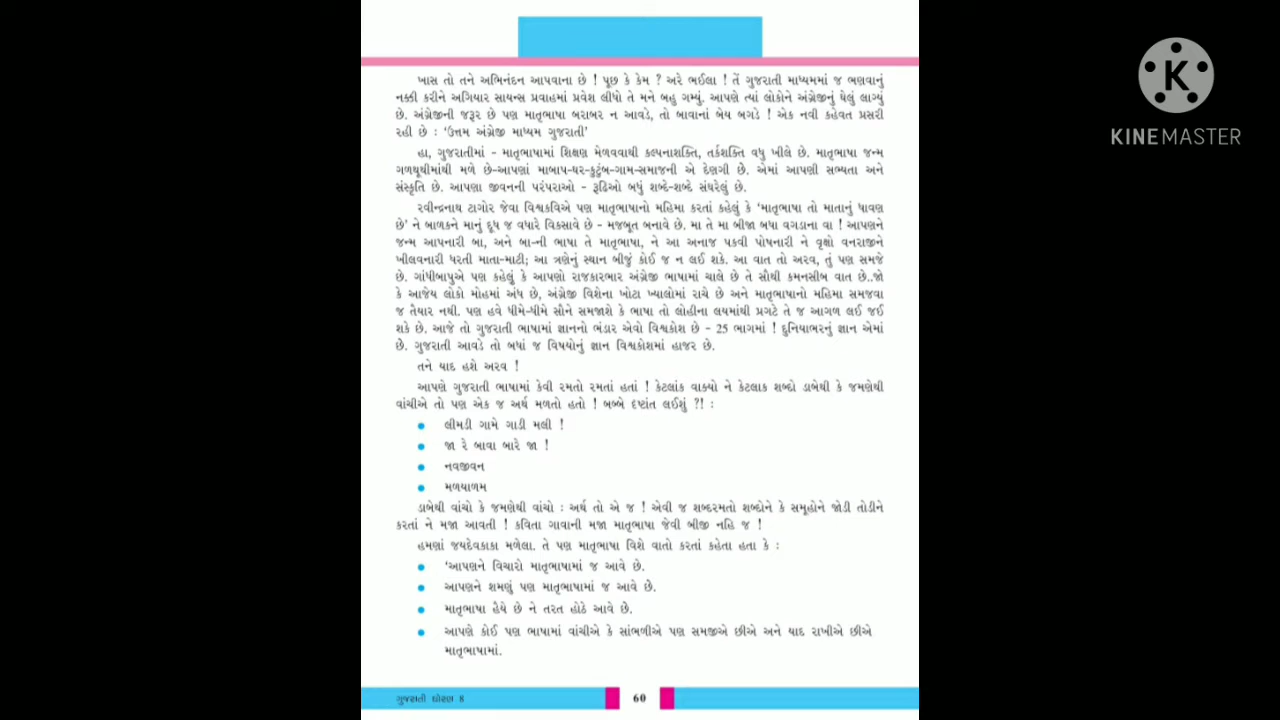 ખાસ તો તને અભિનંદન આપવાના છે ! પૂછ કે કેમ ? અરે ભઈલા ! તેં ગુજરાતી માધ્યમમાં જ ભણવાનું
નક્કી કરીને અગિયાર સાયન્સ પ્રવાહમાં પ્રવેશ લીધો તે મને બહુ ગમ્યું. આપણે ત્યાં લોકોને અંગ્રેજીનું ઘેલું લાગ્યું
છે. અંગ્રેજીની જરૂર છે પણ માતૃભાષા બરાબર ન આવડે, તો બાવાનાં બેય બગડે ! એક નવી કહેવત પ્રસરી
રહી છે : ‘ઉત્તમ અંગ્રેજી માધ્યમ ગુજરાતી’
હા, ગુજરાતીમાં - માતૃભાષામાં શિક્ષણ મેળવવાથી કલ્પનાશક્તિ, તર્કશક્તિ વધુ ખીલે છે. માતૃભાષા જન્મ
ગળથૂથીમાંથી મળે છે-આપણાં માબાપ-ઘર-કુટુંબ-ગામ-સમાજની એ દેણગી છે. એમાં આપણી સભ્યતા અને
સંસ્કૃતિ છે. આપણા જીવનની પરંપરાઓ - રૂઢિઓ બધું શબ્દે-શબ્દે સંઘરેલું છે.
રવીન્દ્રનાથ ટાગોર જેવા વિશ્વકવિએ પણ માતૃભાષાનો મહિમા કરતાં કહેલું કે ‘માતૃભાષા તો માતાનું ધાવણ
છે’ ને બાળકને માનું દૂધ જ વધારે વિકસાવે છે - મજબૂત બનાવે છે. મા તે મા બીજા બધા વગડાના વા ! આપણને
જન્મ આપનારી બા, અને બા-ની ભાષા તે માતૃભાષા, ને આ અનાજ પકવી પોષનારી ને વૃક્ષો વનરાજીને
ખીલવનારી ધરતી માતા-માટી; આ ત્રણેનું સ્થાન બીજું કોઈ જ ન લઈ શકે. આ વાત તો અરવ, તું પણ સમજે
છે. ગાંધીબાપુએ પણ કહેલું કે આપણો રાજકારભાર અંગ્રેજી ભાષામાં ચાલે છે તે સૌથી કમનસીબ વાત છે..જો
કે આજેય લોકો મોહમાં અંધ છે, અંગ્રેજી વિશેના ખોટા ખ્યાલોમાં રાચે છે અને માતૃભાષાનો મહિમા સમજવા
જ તૈયાર નથી. પણ હવે ધીમે-ધીમે સૌને સમજાશે કે ભાષા તો લોહીના લયમાંથી પ્રગટે તે જ આગળ લઈ જઈ
શકે છે. આજે તો ગુજરાતી ભાષામાં જ્ઞાનનો ભંડાર એવો વિશ્વકોશ છે - 25 ભાગમાં ! દુનિયાભરનું જ્ઞાન એમાં
છે. ગુજરાતી આવડે તો બધાં જ વિષયોનું જ્ઞાન વિશ્વકોશમાં હાજર છે.
તને યાદ હશે અરવ !
આપણે ગુજરાતી ભાષામાં કેવી રમતો રમતાં હતાં ! કેટલાંક વાક્યો ને કેટલાક શબ્દો ડાબેથી કે જમણેથી
વાંચીએ તો પણ એક જ અર્થ મળતો હતો ! બબ્બે દૃષ્ટાંત લઈશું ?! :
● લીમડી ગામે ગાડી મલી !
● જા રે બાવા બારે જા !
● નવજીવન
● મળયાળમ
ડાબેથી વાંચો કે જમણેથી વાંચો : અર્થ તો એ જ ! એવી જ શબ્દરમતો શબ્દોને કે સમૂહોને જોડી તોડીને
કરતાં ને મજા આવતી ! કવિતા ગાવાની મજા માતૃભાષા જેવી બીજી નહિ જ !
હમણાં જયદેવકાકા મળેલા. તે પણ માતૃભાષા વિશે વાતો કરતાં કહેતા હતા કે :
● ‘આપણને વિચારો માતૃભાષામાં જ આવે છે.
● આપણને શમણું પણ માતૃભાષામાં જ આવે છે.
● માતૃભાષા હૈયે છે ને તરત હોઠે આવે છે.
● આપણે કોઈ પણ ભાષામાં વાંચીએ કે સાંભળીએ પણ સમજીએ છીએ અને યાદ રાખીએ છીએ
માતૃભાષામાં.
ગુજરાતી ધોરણ 8
60
K
KINEMASTER